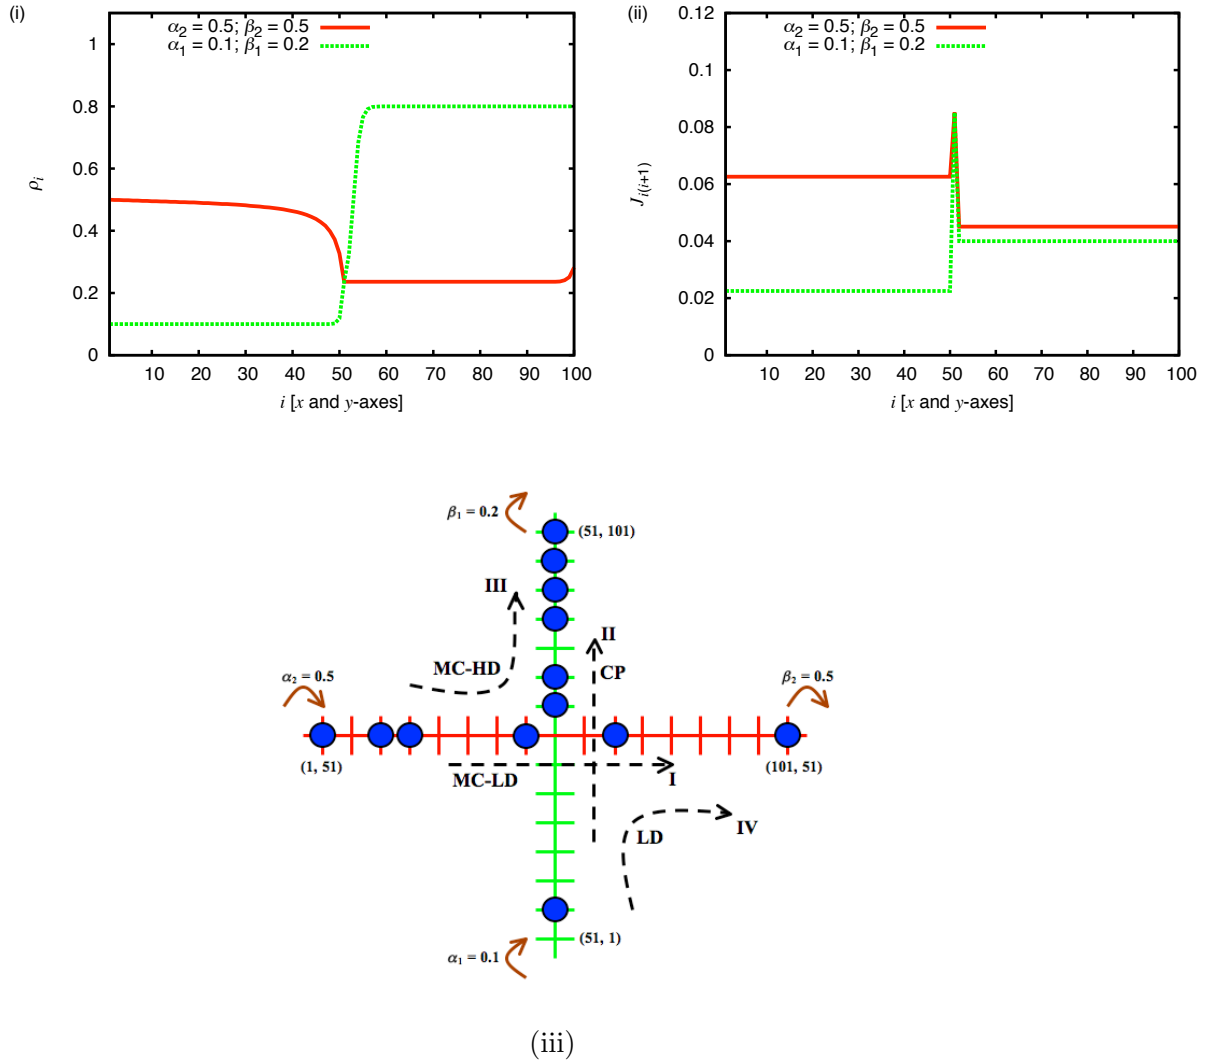 (i)
α2 = 0.5; β2 = 0.5
α1 = 0.1; β1 = 0.2
1
0.8
0.6
0.4
0.2
0
ρi
10 20 30 40 50 60 70 80 90 100
i [x and y-axes]
(ii)
α2 = 0.5; β2 = 0.5
α1 = 0.1; β1 = 0.2
0.12
0.1
0.08
0.06
0.04
0.02
0
Ji(i+1)
10 20 30 40 50 60 70 80 90 100
i [x and y-axes]
β1 = 0.2
(51, 101)
III
II
MC-HD
CP
α2 = 0.5
β2 = 0.5
(1, 51)
MC-LD
I
(101, 51)
LD
IV
α1 = 0.1
(51, 1)
(iii)